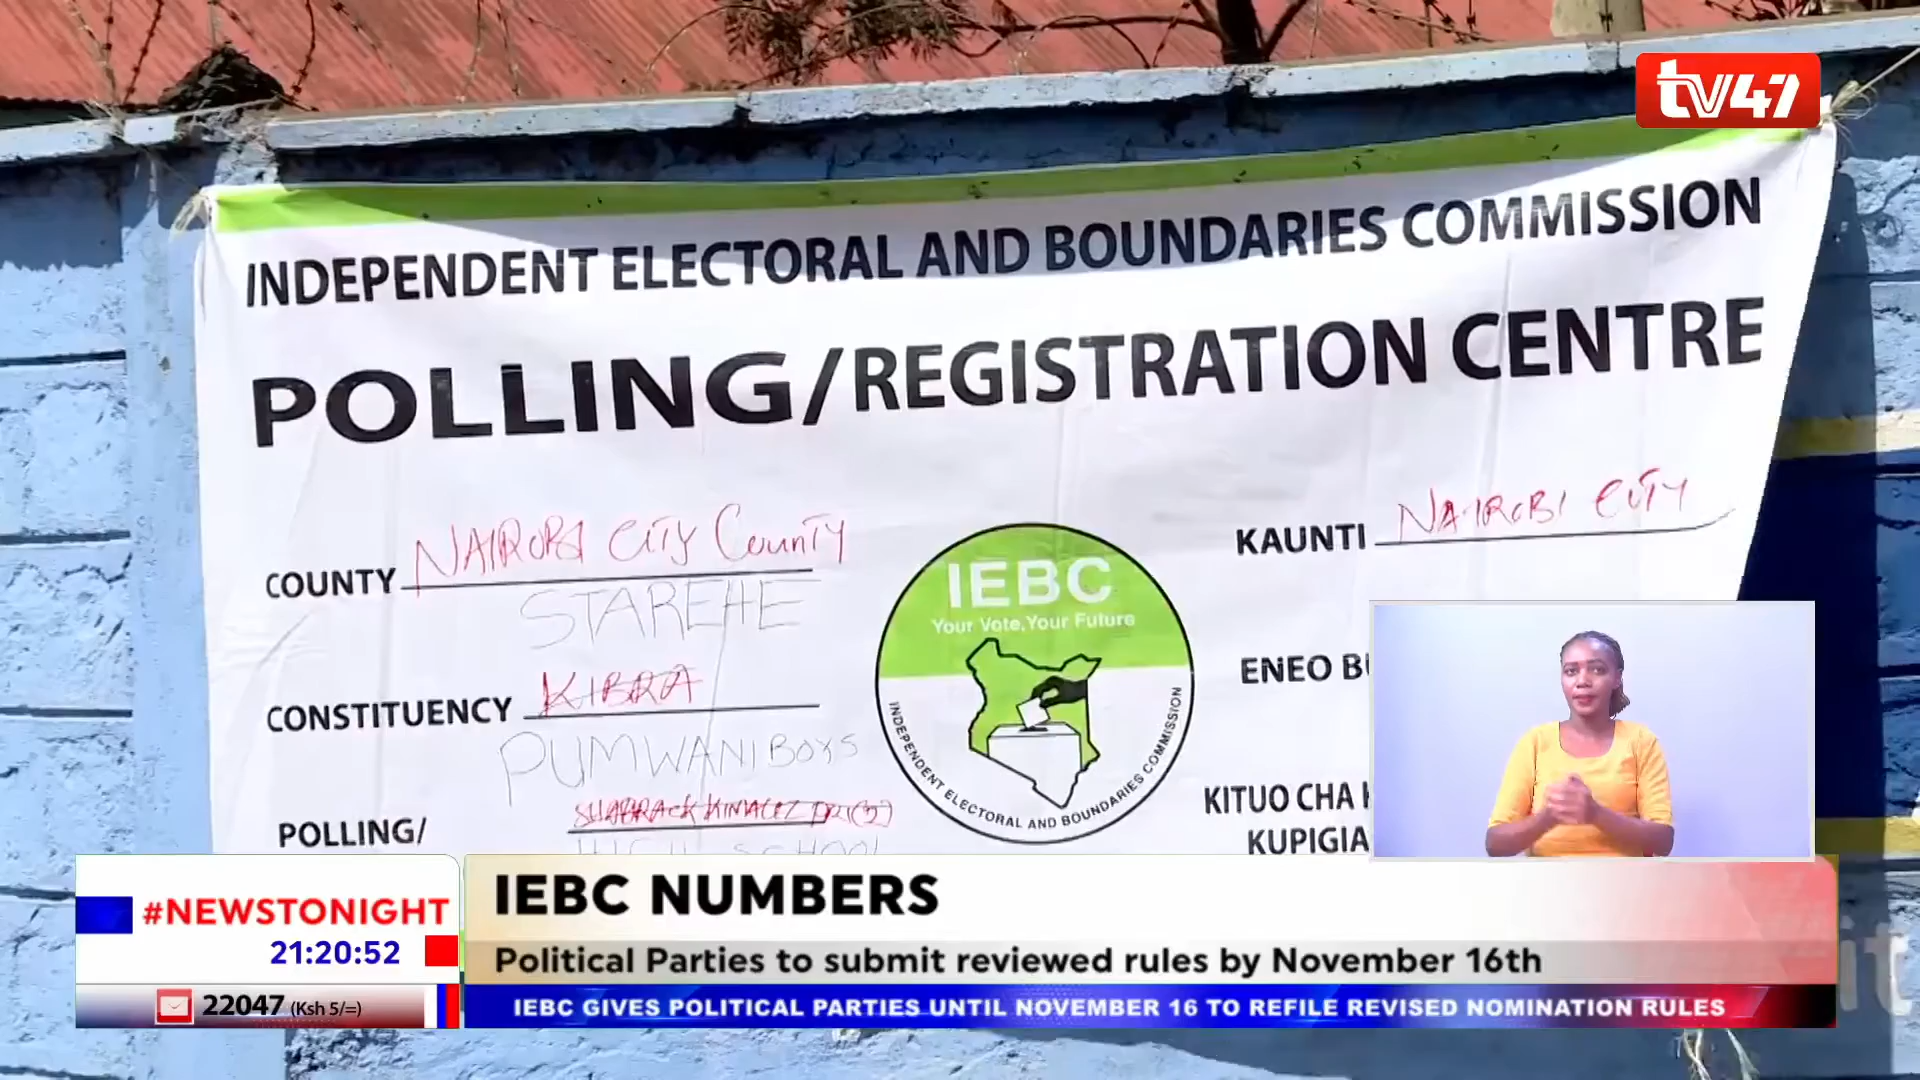 tv47
INDEPENDENT ELECTORAL AND BOUNDARIES COMMISSION
POLLING/REGISTRATION CENTRE
COUNTY NAIROBI CITY COUNTY
STAREHE
CONSTITUENCY KIBRA
PUMWANI BOYS
POLLING/
HIGH SCHOOL
IEBC
Your Vote, Your Future
INDEPENDENT ELECTORAL AND BOUNDARIES COMMISSION
KAUNTI NAIROBI CITY
ENEO
KITUO CHA
KUPIGIA
#NEWSTONIGHT
21:20:52
22047 (Ksh 5/=)
IEBC NUMBERS
Political Parties to submit reviewed rules by November 16th
IEBC GIVES POLITICAL PARTIES UNTIL NOVEMBER 16 TO REFILE REVISED NOMINATION RULES